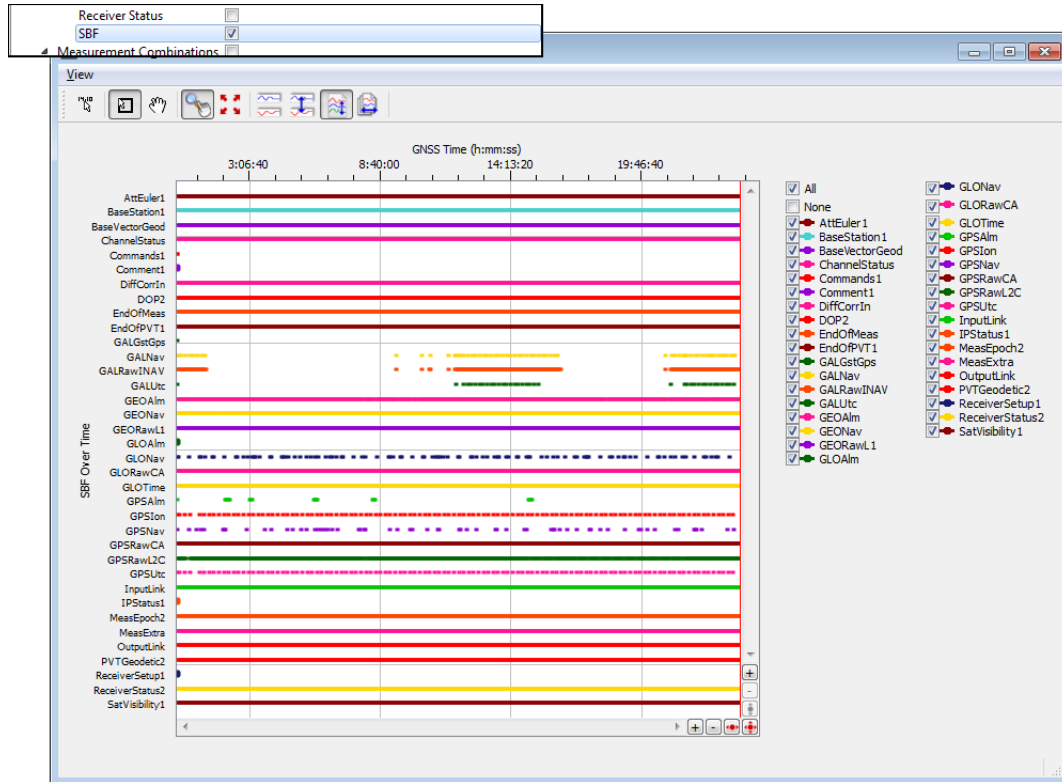 Receiver Status
SBF
Measurement Combinations
View
GNSS Time (h:mm:ss)
3:06:40 8:40:00 14:13:20 19:46:40
SBF Over Time
AttEuler1
BaseStation1
BaseVectorGeod
ChannelStatus
Commands1
Comment1
DiffCorrIn
DOP2
EndOfMeas
EndOfPVT1
GALGstGps
GALNav
GALRawINAV
GALUtc
GEOAlm
GEONav
GEORawL1
GLOAlm
GLONav
GLORawCA
GLOTime
GPSAlm
GPSIon
GPSNav
GPSRawCA
GPSRawL2C
GPSUtc
InputLink
IPStatus1
MeasEpoch2
MeasExtra
OutputLink
PVTGeodetic2
ReceiverSetup1
ReceiverStatus2
SatVisibility1
All
None
AttEuler1
BaseStation1
BaseVectorGeod
ChannelStatus
Commands1
Comment1
DiffCorrIn
DOP2
EndOfMeas
EndOfPVT1
GALGstGps
GALNav
GALRawINAV
GALUtc
GEOAlm
GEONav
GEORawL1
GLOAlm
GLONav
GLORawCA
GLOTime
GPSAlm
GPSIon
GPSNav
GPSRawCA
GPSRawL2C
GPSUtc
InputLink
IPStatus1
MeasEpoch2
MeasExtra
OutputLink
PVTGeodetic2
ReceiverSetup1
ReceiverStatus2
SatVisibility1